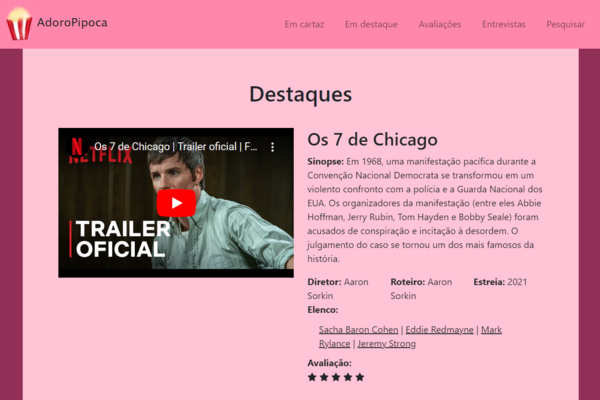 AdoroPipoca
Em cartaz
Em destaque
Avaliações
Entrevistas
Pesquisar
Destaques
Os 7 de Chicago | Trailer oficial | F...
NETFLIX
TRAILER
OFICIAL
Os 7 de Chicago
Sinopse: Em 1968, uma manifestação pacífica durante a
Convenção Nacional Democrata se transformou em um
violento confronto com a polícia e a Guarda Nacional dos
EUA. Os organizadores da manifestação (entre eles Abbie
Hoffman, Jerry Rubin, Tom Hayden e Bobby Seale) foram
acusados de conspiração e incitação à desordem. O
julgamento do caso se tornou um dos mais famosos da
história.
Diretor: Aaron
Sorkin
Roteiro: Aaron
Sorkin
Estreia: 2021
Elenco:
Sacha Baron Cohen | Eddie Redmayne | Mark
Rylance | Jeremy Strong
Avaliação: